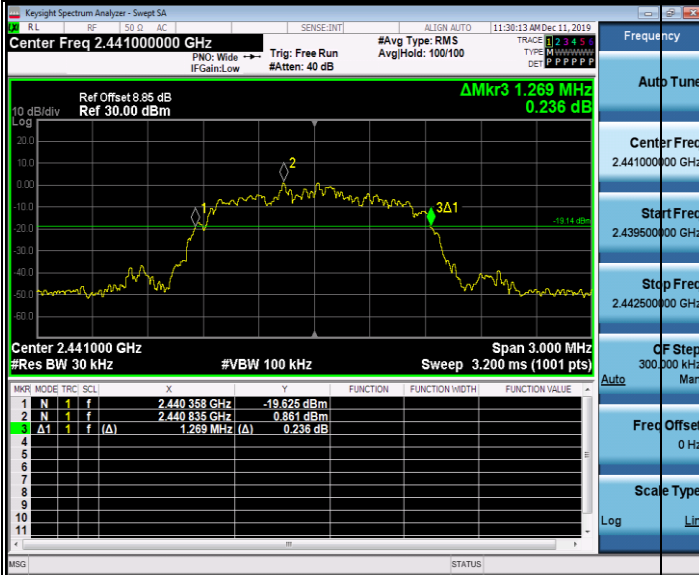 Keysight Spectrum Analyzer - Swept SA
RL RF 50 Ω AC SENSE:INT ALIGN AUTO 11:30:13 AM Dec 11, 2019
Center Freq 2.441000000 GHz
#Avg Type: RMS
TRACE 1 2 3 4 5 6
PNO: Wide
Trig: Free Run
Avg|Hold: 100/100
TYPE M W W W W W
IFGain:Low
#Atten: 40 dB
DET P P P P P P
Ref Offset 8.85 dB
ΔMkr3 1.269 MHz
10 dB/div Ref 30.00 dBm
0.236 dB
Log
20.0
10.0
0.00
-10.0
-20.0
-30.0
-40.0
-50.0
-60.0
1
2
3Δ1
-19.14 dBm
Center 2.441000 GHz
Span 3.000 MHz
#Res BW 30 kHz
#VBW 100 kHz
Sweep 3.200 ms (1001 pts)
MKR MODE TRC SCL X Y FUNCTION FUNCTION WIDTH FUNCTION VALUE
1 N 1 f 2.440 358 GHz -19.625 dBm
2 N 1 f 2.440 835 GHz 0.861 dBm
3 Δ1 1 f (Δ) 1.269 MHz (Δ) 0.236 dB
4
5
6
7
8
9
10
11
MSG
STATUS
Frequency
Auto Tune
Center Freq
2.441000000 GHz
Start Freq
2.439500000 GHz
Stop Freq
2.442500000 GHz
CF Step
300.000 kHz
Auto Man
Freq Offset
0 Hz
Scale Type
Log Lin